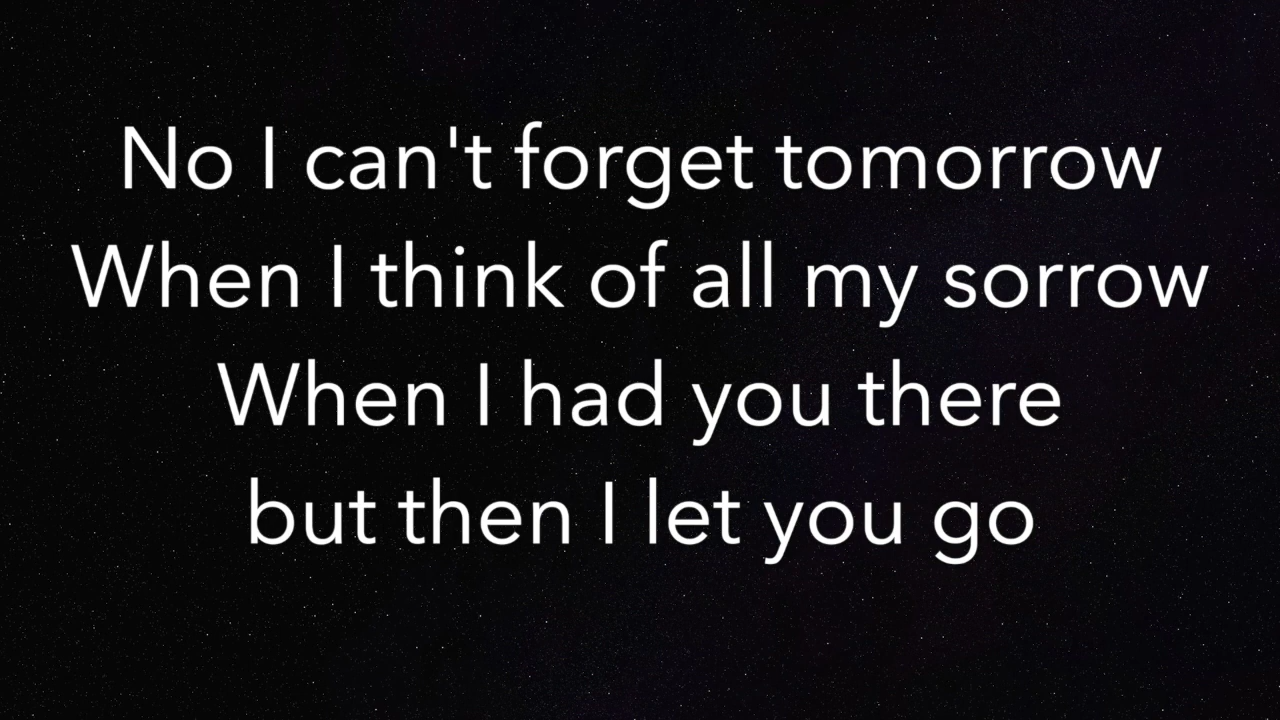 No I can't forget tomorrow
When I think of all my sorrow
When I had you there
but then I let you go